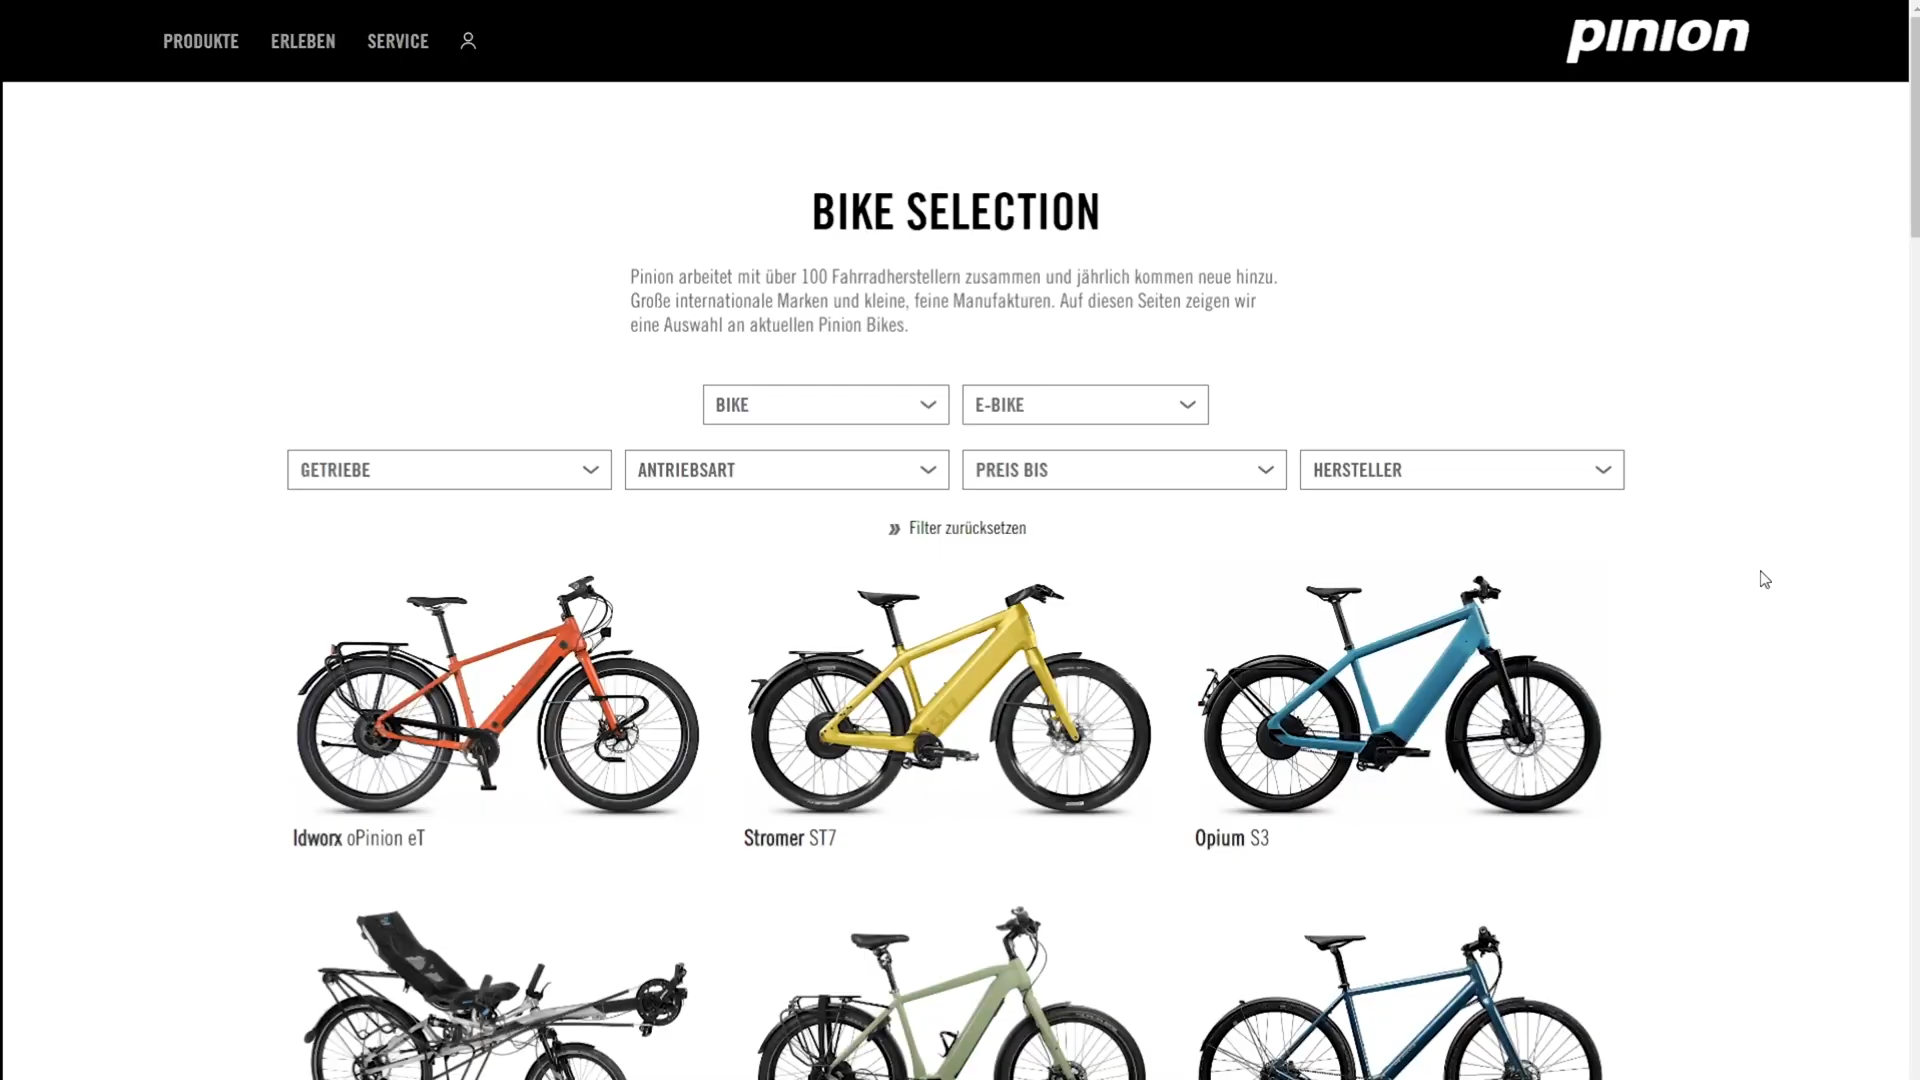 PRODUKTE ERLEBEN SERVICE
pinion
BIKE SELECTION
Pinion arbeitet mit über 100 Fahrradherstellern zusammen und jährlich kommen neue hinzu.
Große internationale Marken und kleine, feine Manufakturen. Auf diesen Seiten zeigen wir
eine Auswahl an aktuellen Pinion Bikes.
BIKE E-BIKE
GETRIEBE ANTRIEBSART PREIS BIS HERSTELLER
Filter zurücksetzen
ST7
Idworx oPinion eT Stromer ST7 Opium S3